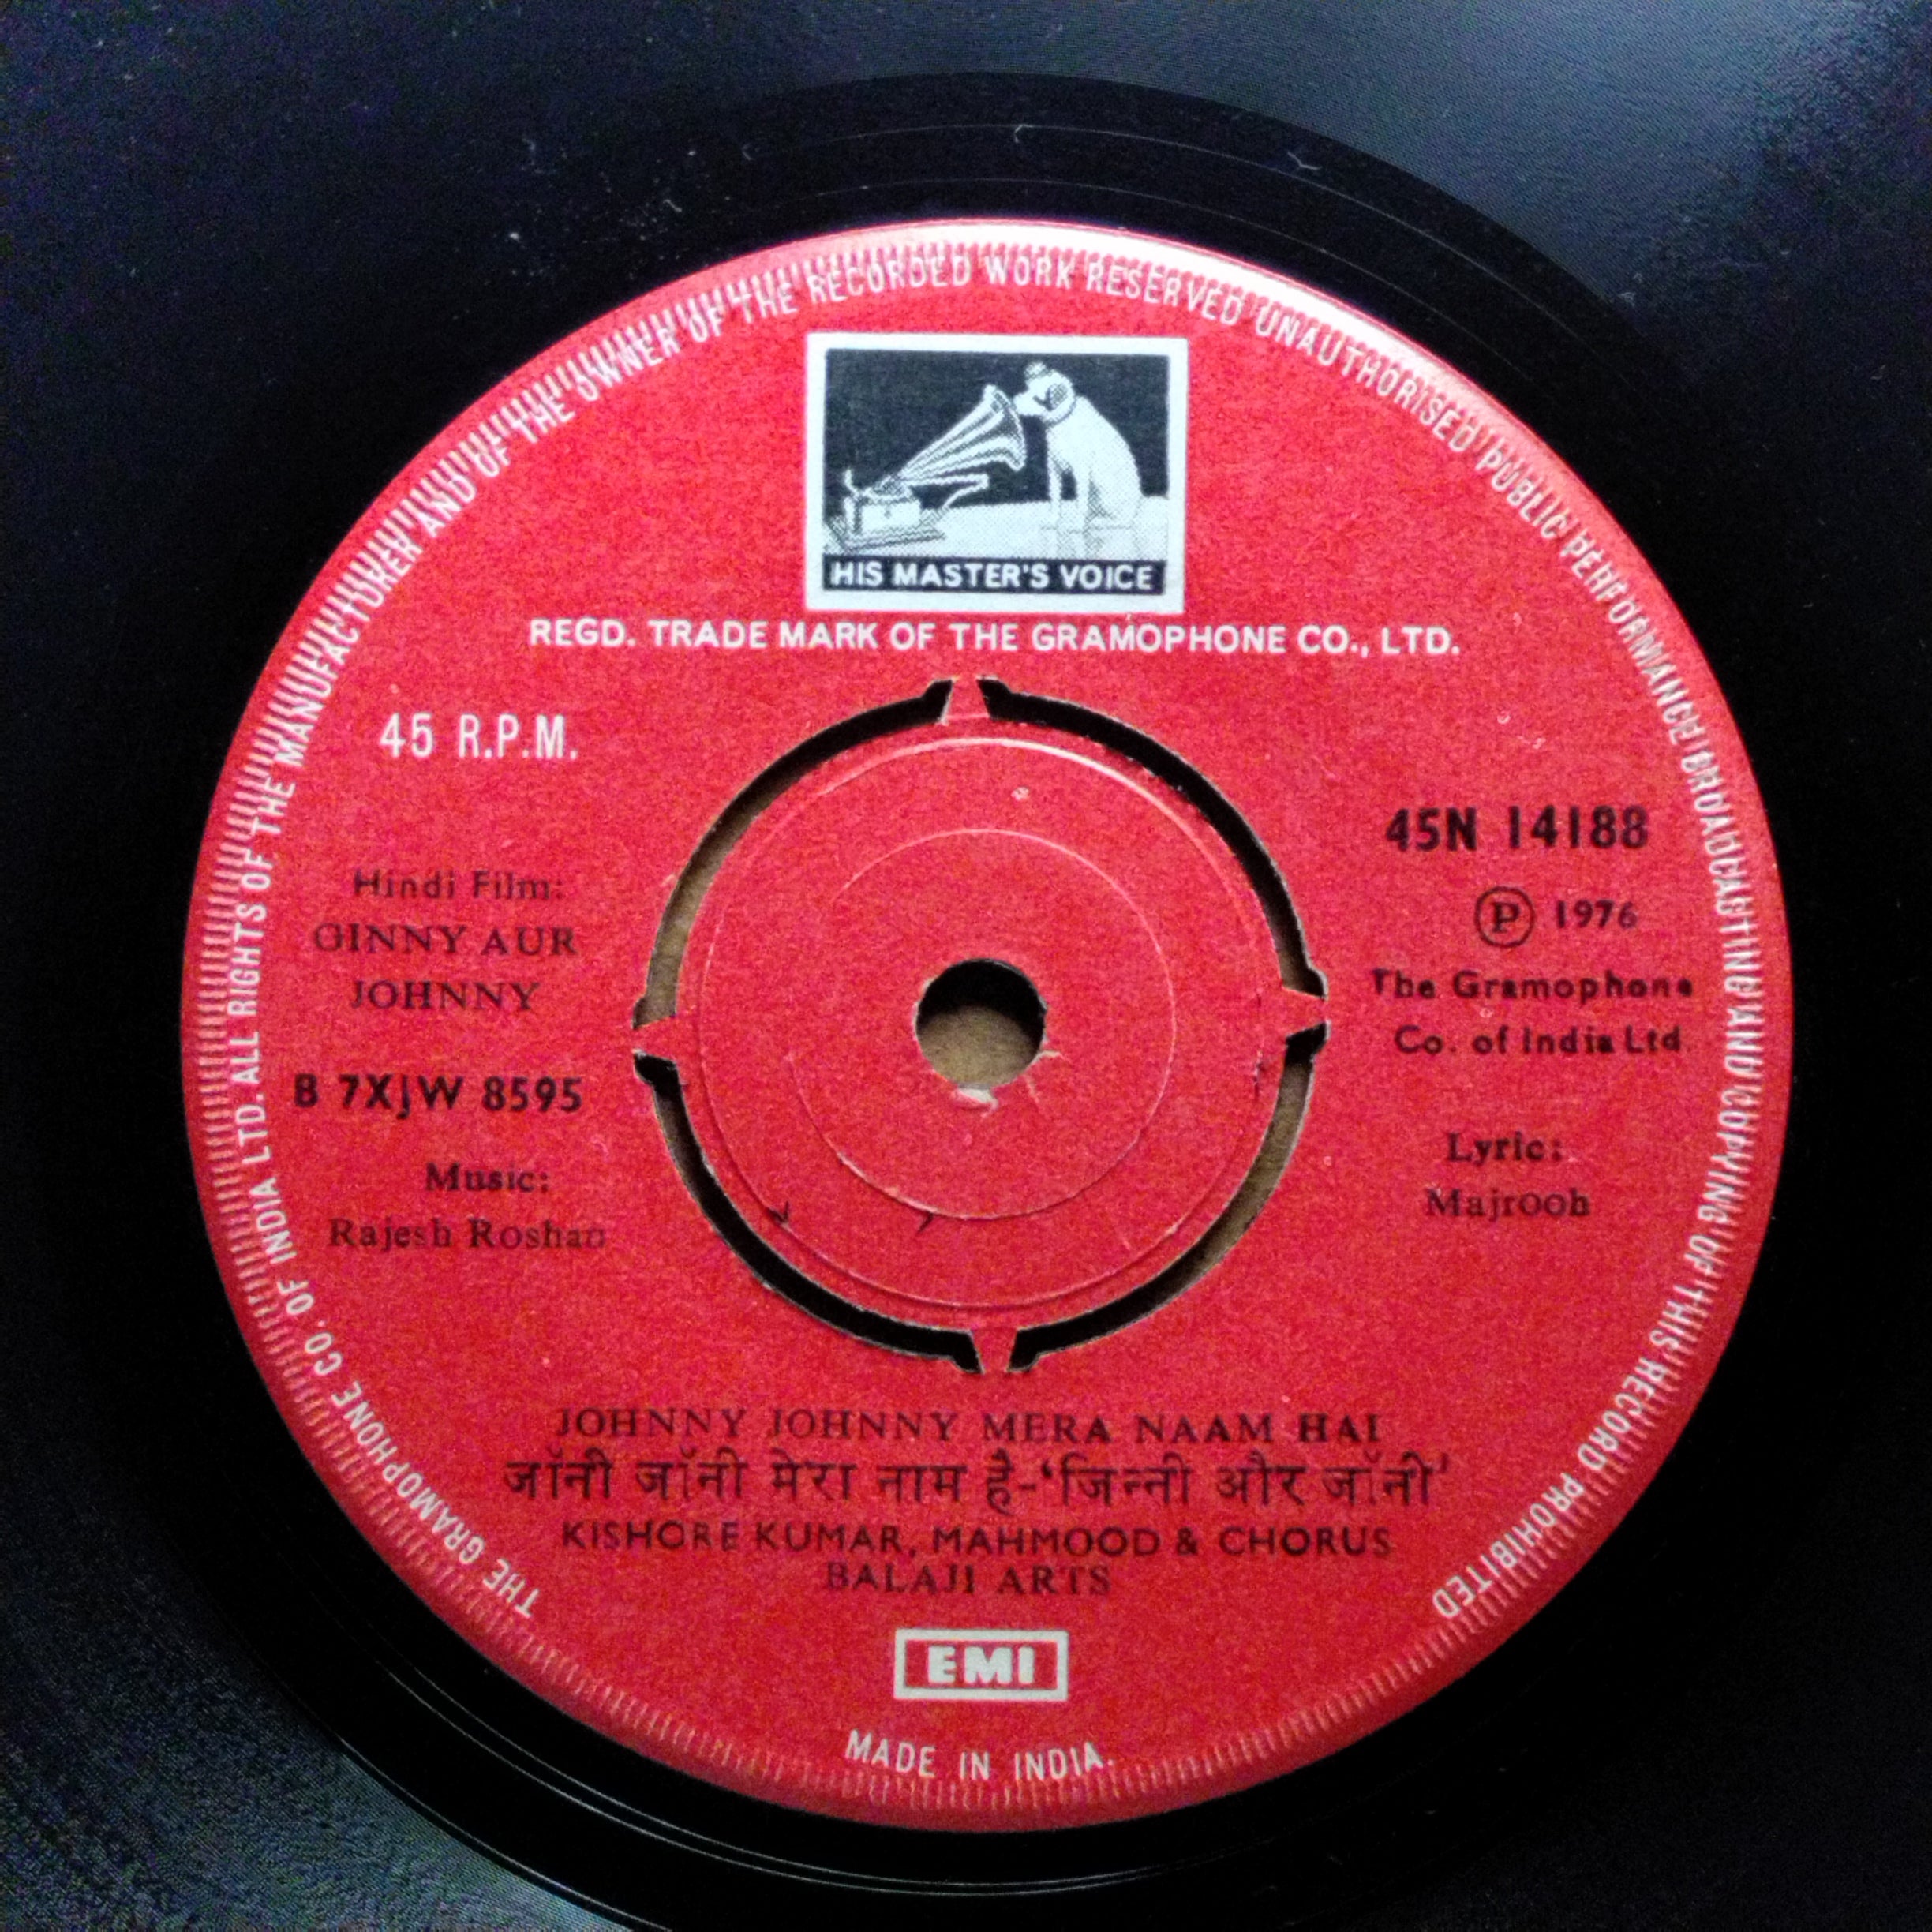 THE GRAMOPHONE CO. OF INDIA LTD. ALL RIGHTS OF THE MANUFACTURER AND OF THE OWNER OF THE RECORDED WORK RESERVED UNAUTHORISED PUBLIC PERFORMANCE BROADCASTING AND COPYING OF THIS RECORD PROHIBITED
HIS MASTER'S VOICE
REGD. TRADE MARK OF THE GRAMOPHONE CO., LTD.
45 R.P.M.
45N 14188
Ⓟ 1976
The Gramophone
Co. of India Ltd
Hindi Film:
GINNY AUR
JOHNNY
B 7XJW 8595
Music:
Rajesh Roshan
Lyric:
Majrooh
JOHNNY JOHNNY MERA NAAM HAI
जॉनी जॉनी मेरा नाम है-‘जिन्नी और जॉनी’
KISHORE KUMAR, MAHMOOD & CHORUS
BALAJI ARTS
EMI
MADE IN INDIA.